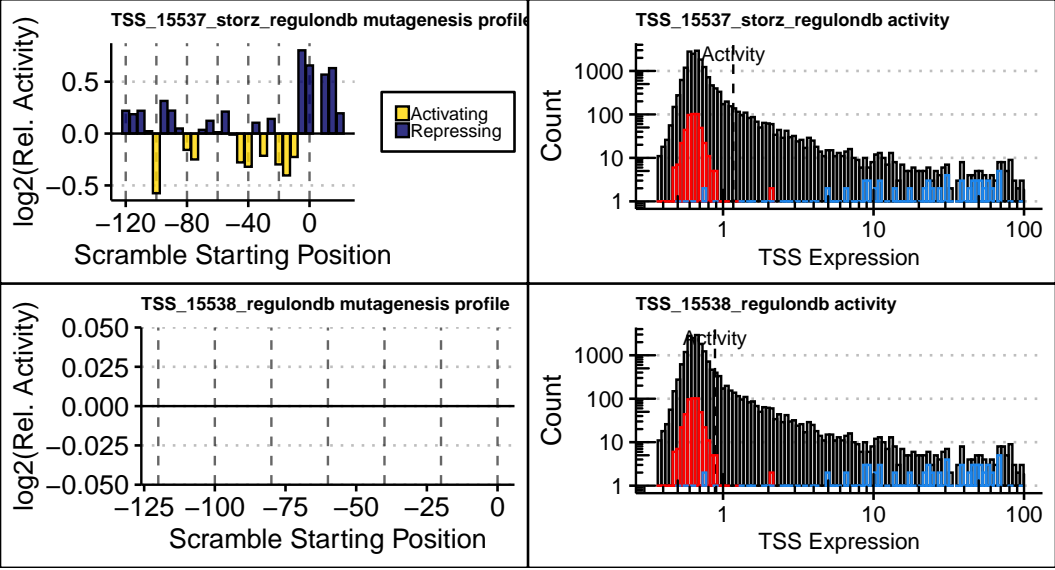 TSS_15537_storz_regulondb mutagenesis profile
log2(Rel. Activity)
0.5
0.0
−0.5
−120 −80 −40 0
Scramble Starting Position
Activating
Repressing
TSS_15537_storz_regulondb activity
Activity
Count
1000
100
10
1
1 10 100
TSS Expression
TSS_15538_regulondb mutagenesis profile
log2(Rel. Activity)
0.050
0.025
0.000
−0.025
−0.050
−125 −100 −75 −50 −25 0
Scramble Starting Position
TSS_15538_regulondb activity
Activity
Count
1000
100
10
1
1 10 100
TSS Expression